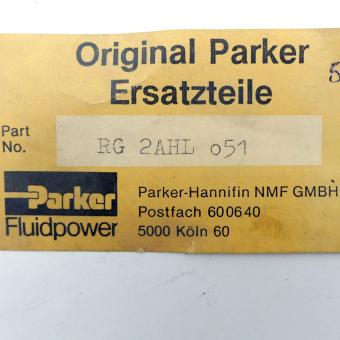 Original Parker
Ersatzteile
5
Part No. RG 2AHL 051
Parker
Fluidpower
Parker-Hannifin NMF GMBH
Postfach 600640
5000 Köln 60